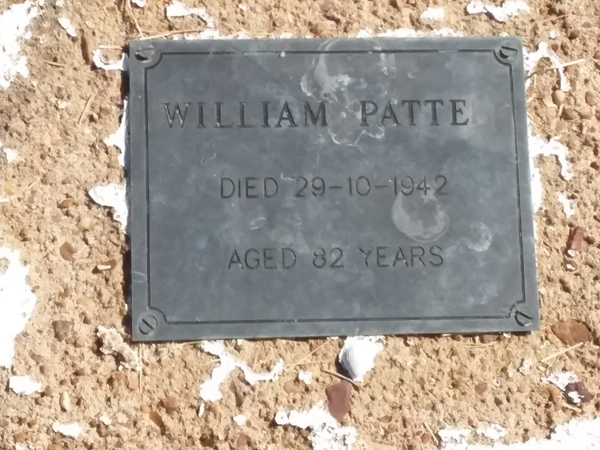 WILLIAM PATTE
DIED 29-10-1942
AGED 82 YEARS